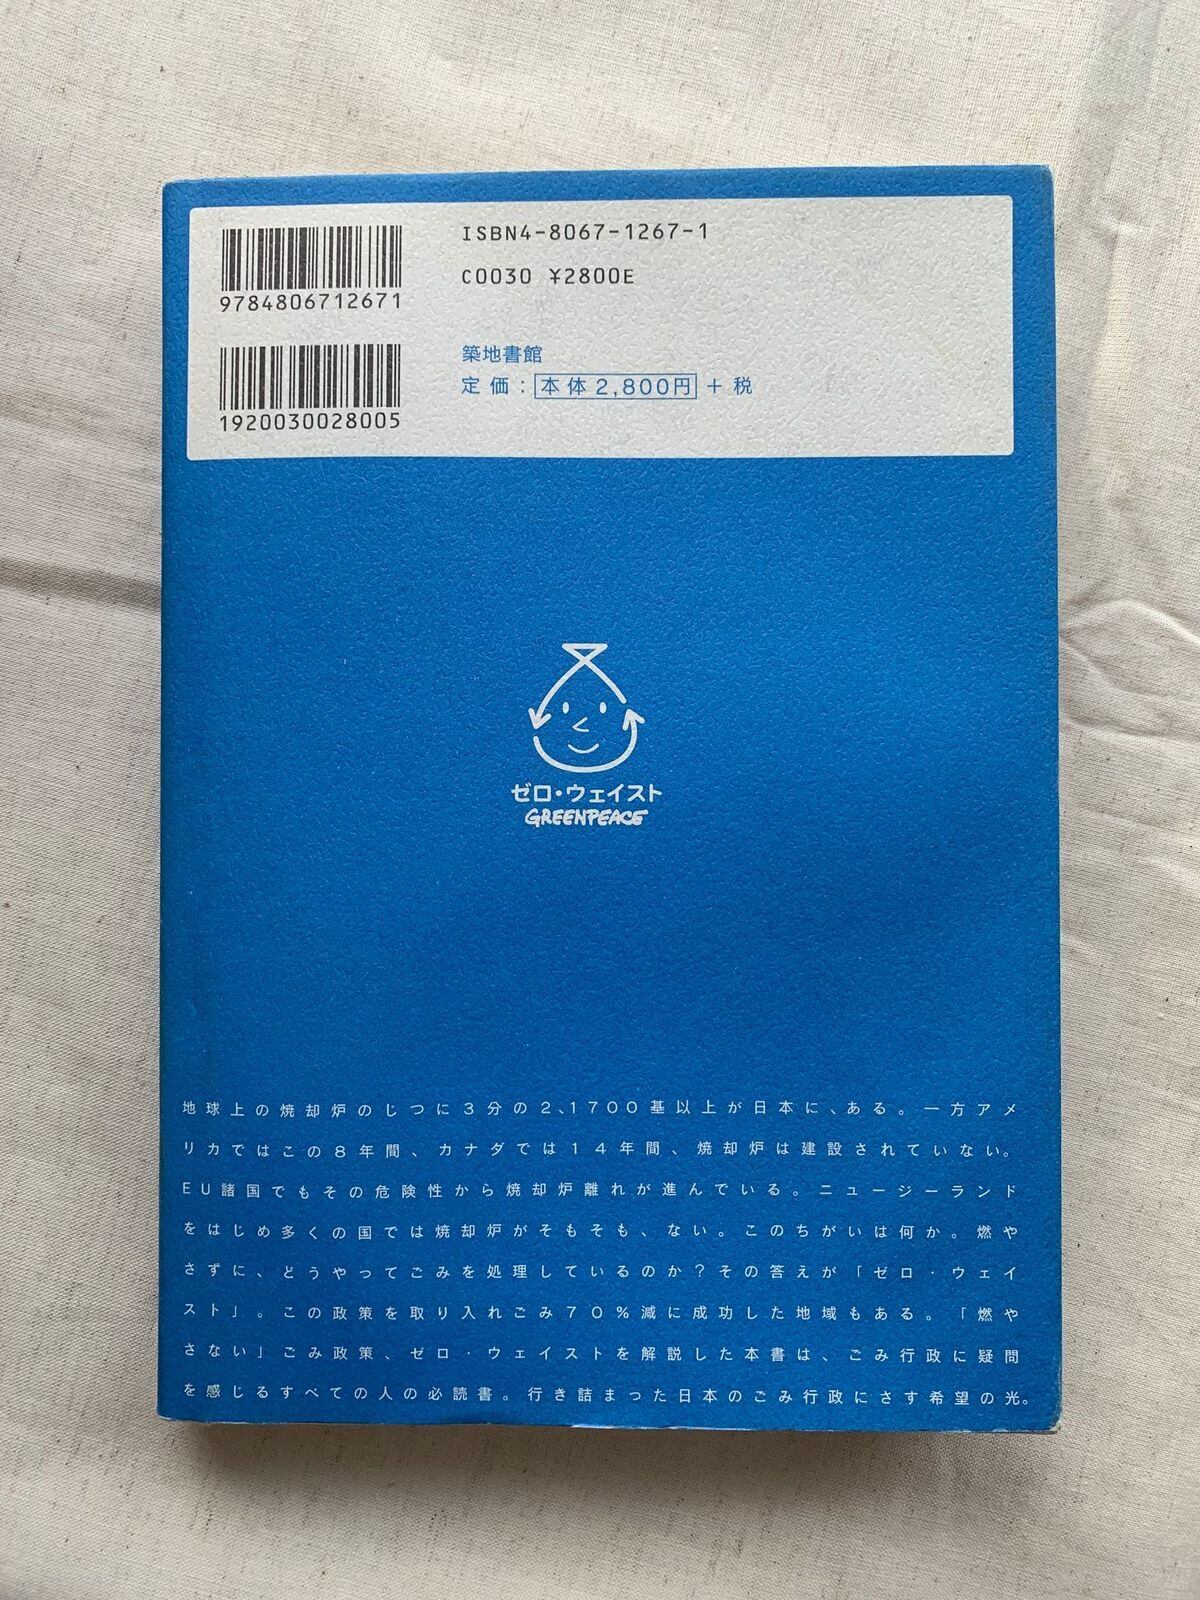 ISBN4-8067-1267-1
C0030 ¥2800E
9784806712671
築地書館
定価：本体2,800円＋税
1920030028005
ゼロ・ウェイスト
GREENPEACE
地球上の焼却炉のじつに3分の2、1700基以上が日本に、ある。一方アメ
リカではこの8年間、カナダでは14年間、焼却炉は建設されていない。
EU諸国でもその危険性から焼却炉離れが進んでいる。ニュージーランド
をはじめ多くの国では焼却炉がそもそも、ない。このちがいは何か。燃や
さずに、どうやってごみを処理しているのか？その答えが「ゼロ・ウェイ
スト」。この政策を取り入れごみ70%減に成功した地域もある。「燃や
さない」ごみ政策、ゼロ・ウェイストを解説した本書は、ごみ行政に疑問
を感じるすべての人の必読書。行き詰まった日本のごみ行政にさす希望の光。